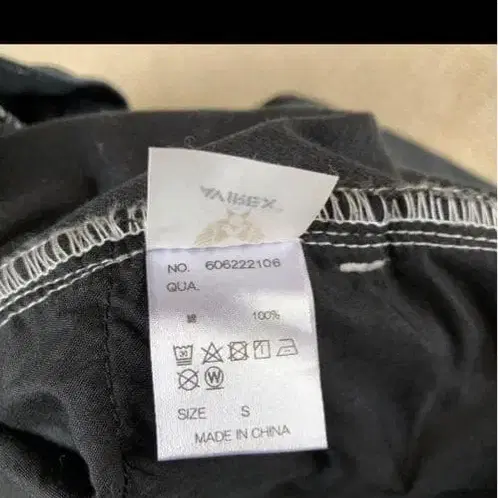 AVIREX
NO. 606222106
QUA.
綿 100%
SIZE S
MADE IN CHINA